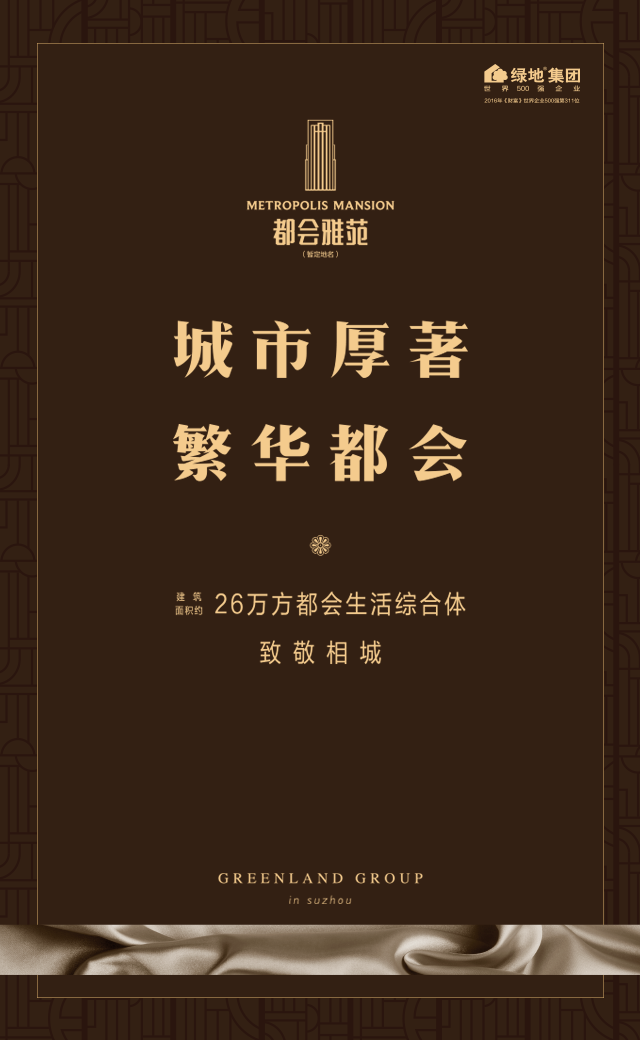 绿地®集团
世界500强企业
2016年《财富》世界企业500强第311位
METROPOLIS MANSION
都会雅苑
（暂定地名）
城市厚著
繁华都会
建筑
面积约 26万方都会生活综合体
致敬相城
GREENLAND GROUP
in suzhou